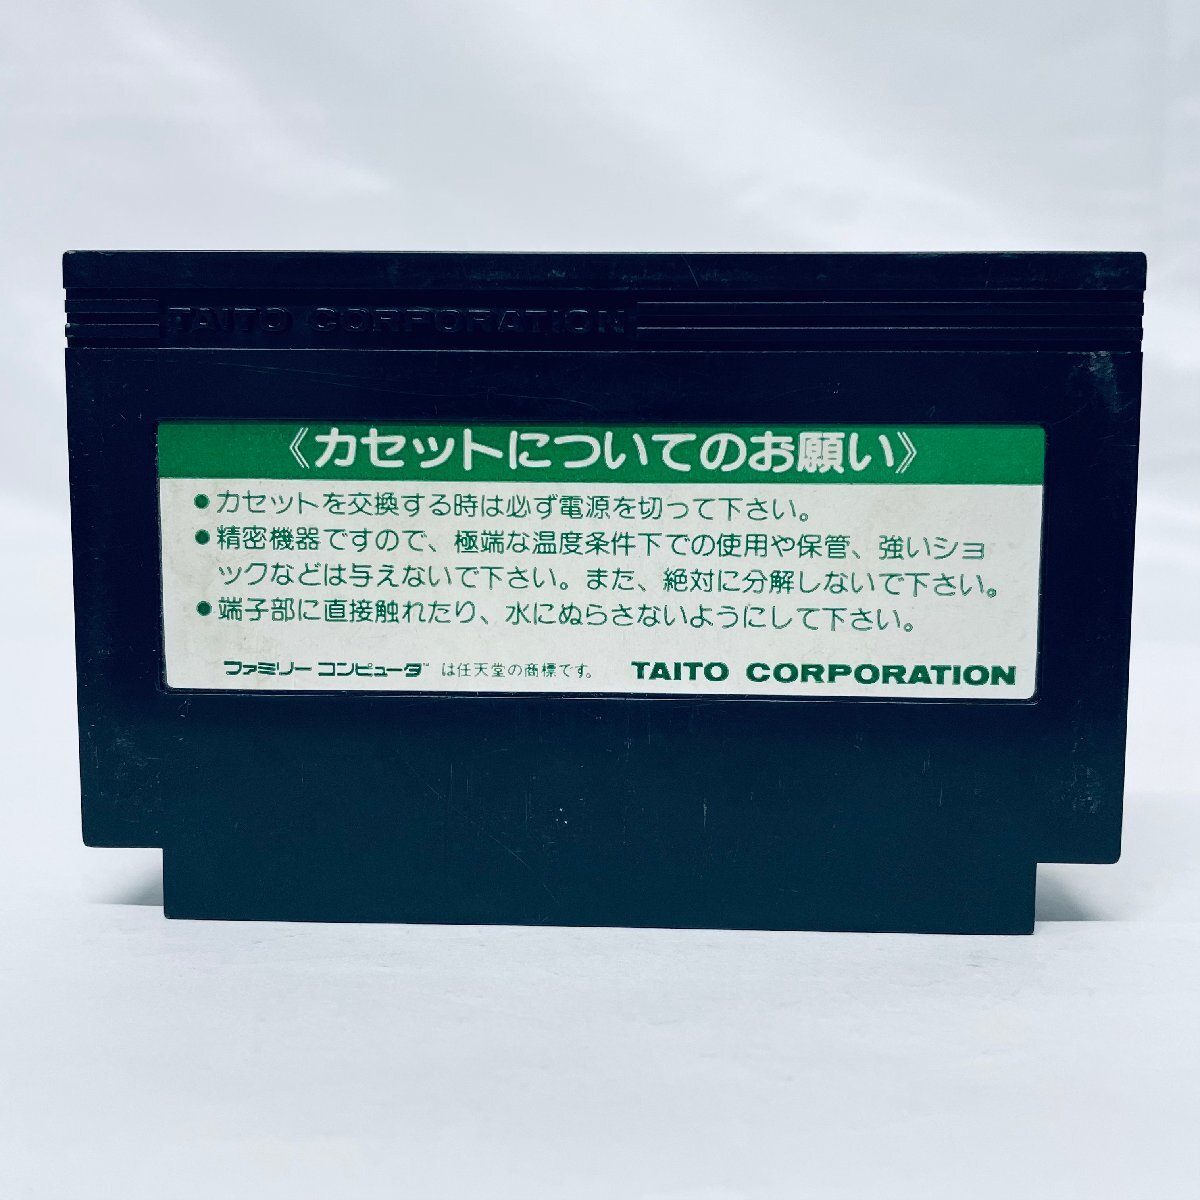 TAITO CORPORATION
《カセットについてのお願い》
●カセットを交換する時は必ず電源を切って下さい。
●精密機器ですので、極端な温度条件下での使用や保管、強いショ
ックなどは与えないで下さい。また、絶対に分解しないで下さい。
●端子部に直接触れたり、水にぬらさないようにして下さい。
ファミリーコンピュータ™ は任天堂の商標です。 TAITO CORPORATION